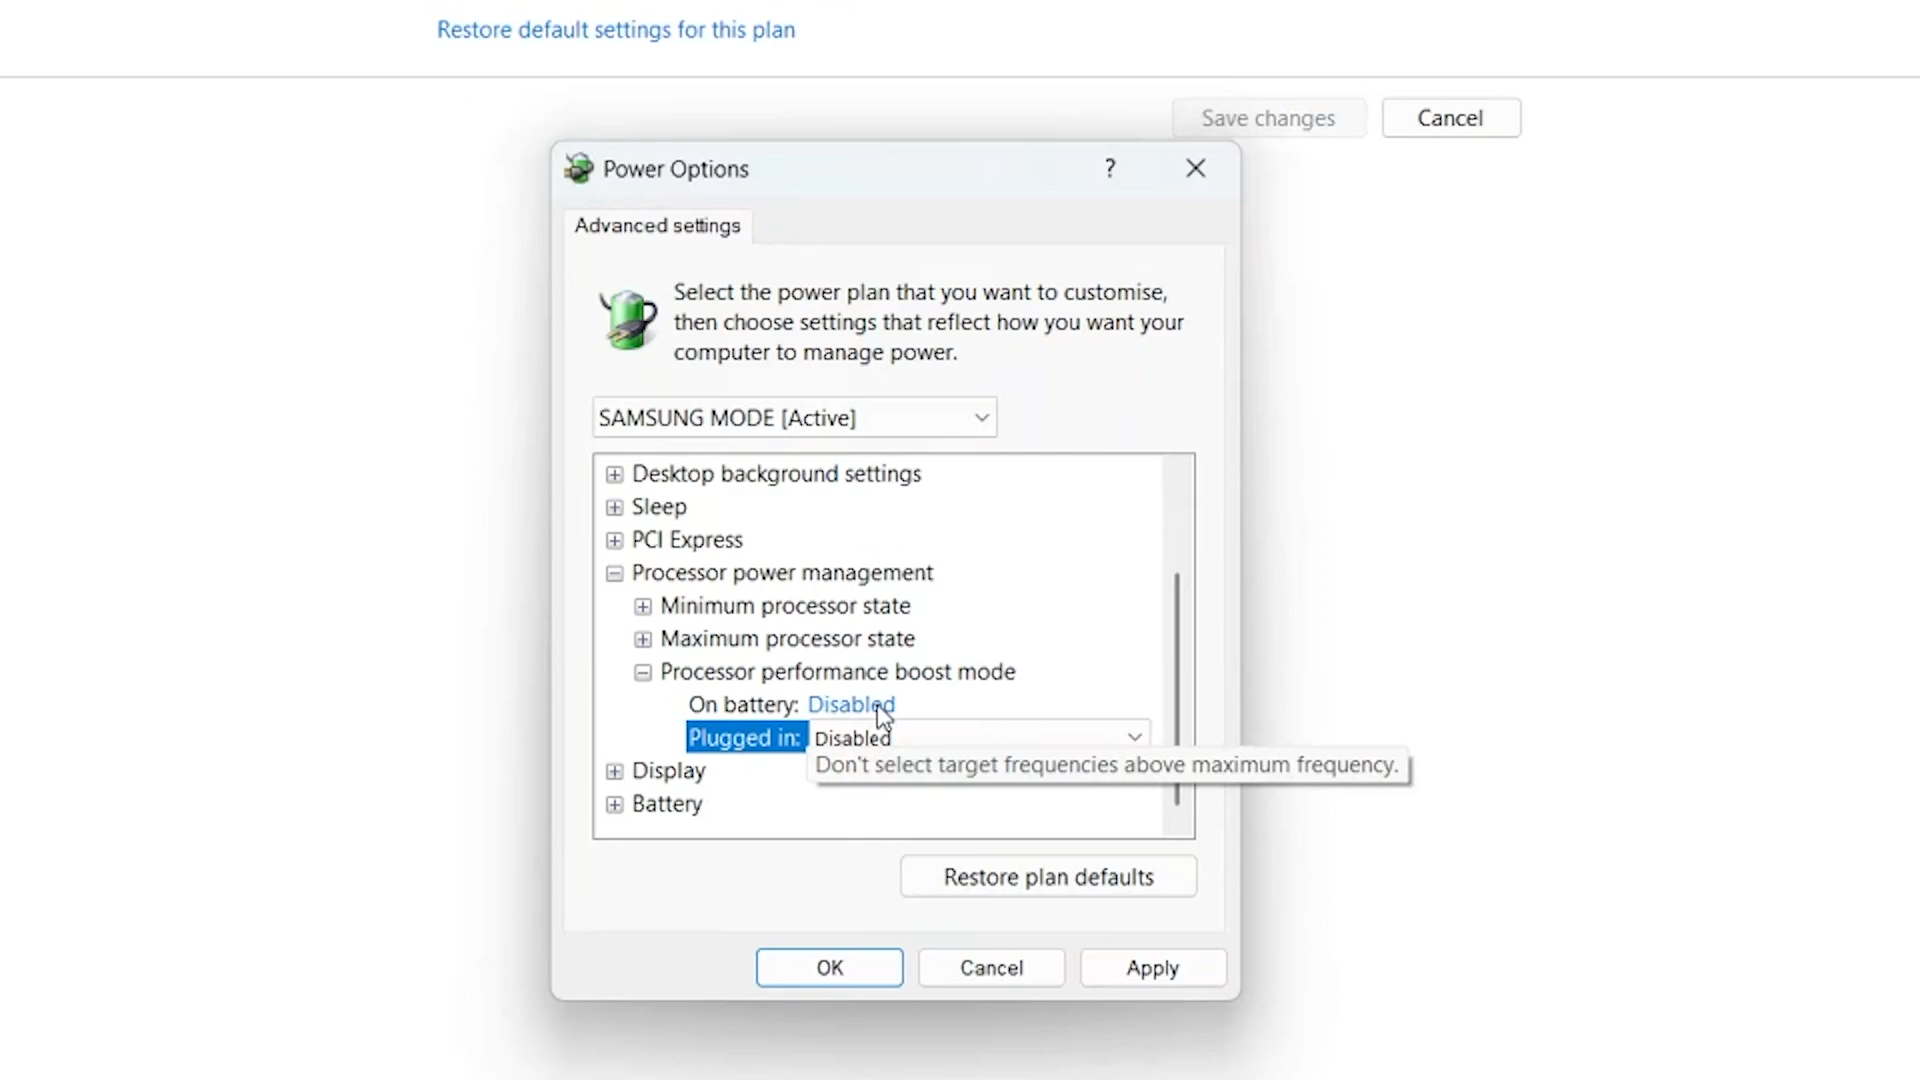 Restore default settings for this plan
Save changes
Cancel
Power Options
?
Advanced settings
Select the power plan that you want to customise,
then choose settings that reflect how you want your
computer to manage power.
SAMSUNG MODE [Active]
Desktop background settings
Sleep
PCI Express
Processor power management
Minimum processor state
Maximum processor state
Processor performance boost mode
On battery: Disabled
Plugged in: Disabled
Don't select target frequencies above maximum frequency.
Display
Battery
Restore plan defaults
OK
Cancel
Apply